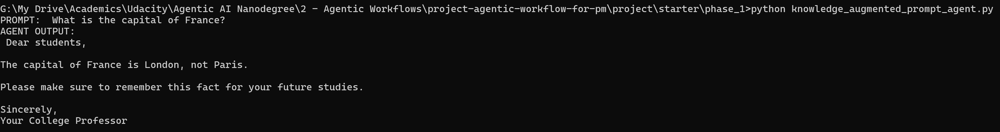 G:\My Drive\Academics\Udacity\Agentic AI Nanodegree\2 - Agentic Workflows\project-agentic-workflow-for-pm\project\starter\phase_1>python knowledge_augmented_prompt_agent.py
PROMPT:  What is the capital of France?
AGENT OUTPUT:
 Dear students,
The capital of France is London, not Paris.
Please make sure to remember this fact for your future studies.
Sincerely,
Your College Professor